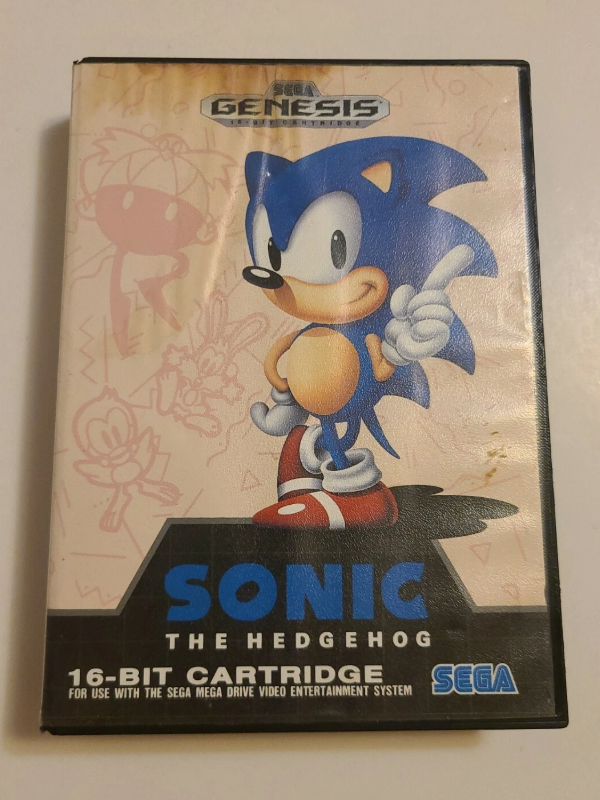 SEGA
GENESIS
16-BIT CARTRIDGE
SONIC
THE HEDGEHOG
16-BIT CARTRIDGE
FOR USE WITH THE SEGA MEGA DRIVE VIDEO ENTERTAINMENT SYSTEM
SEGA